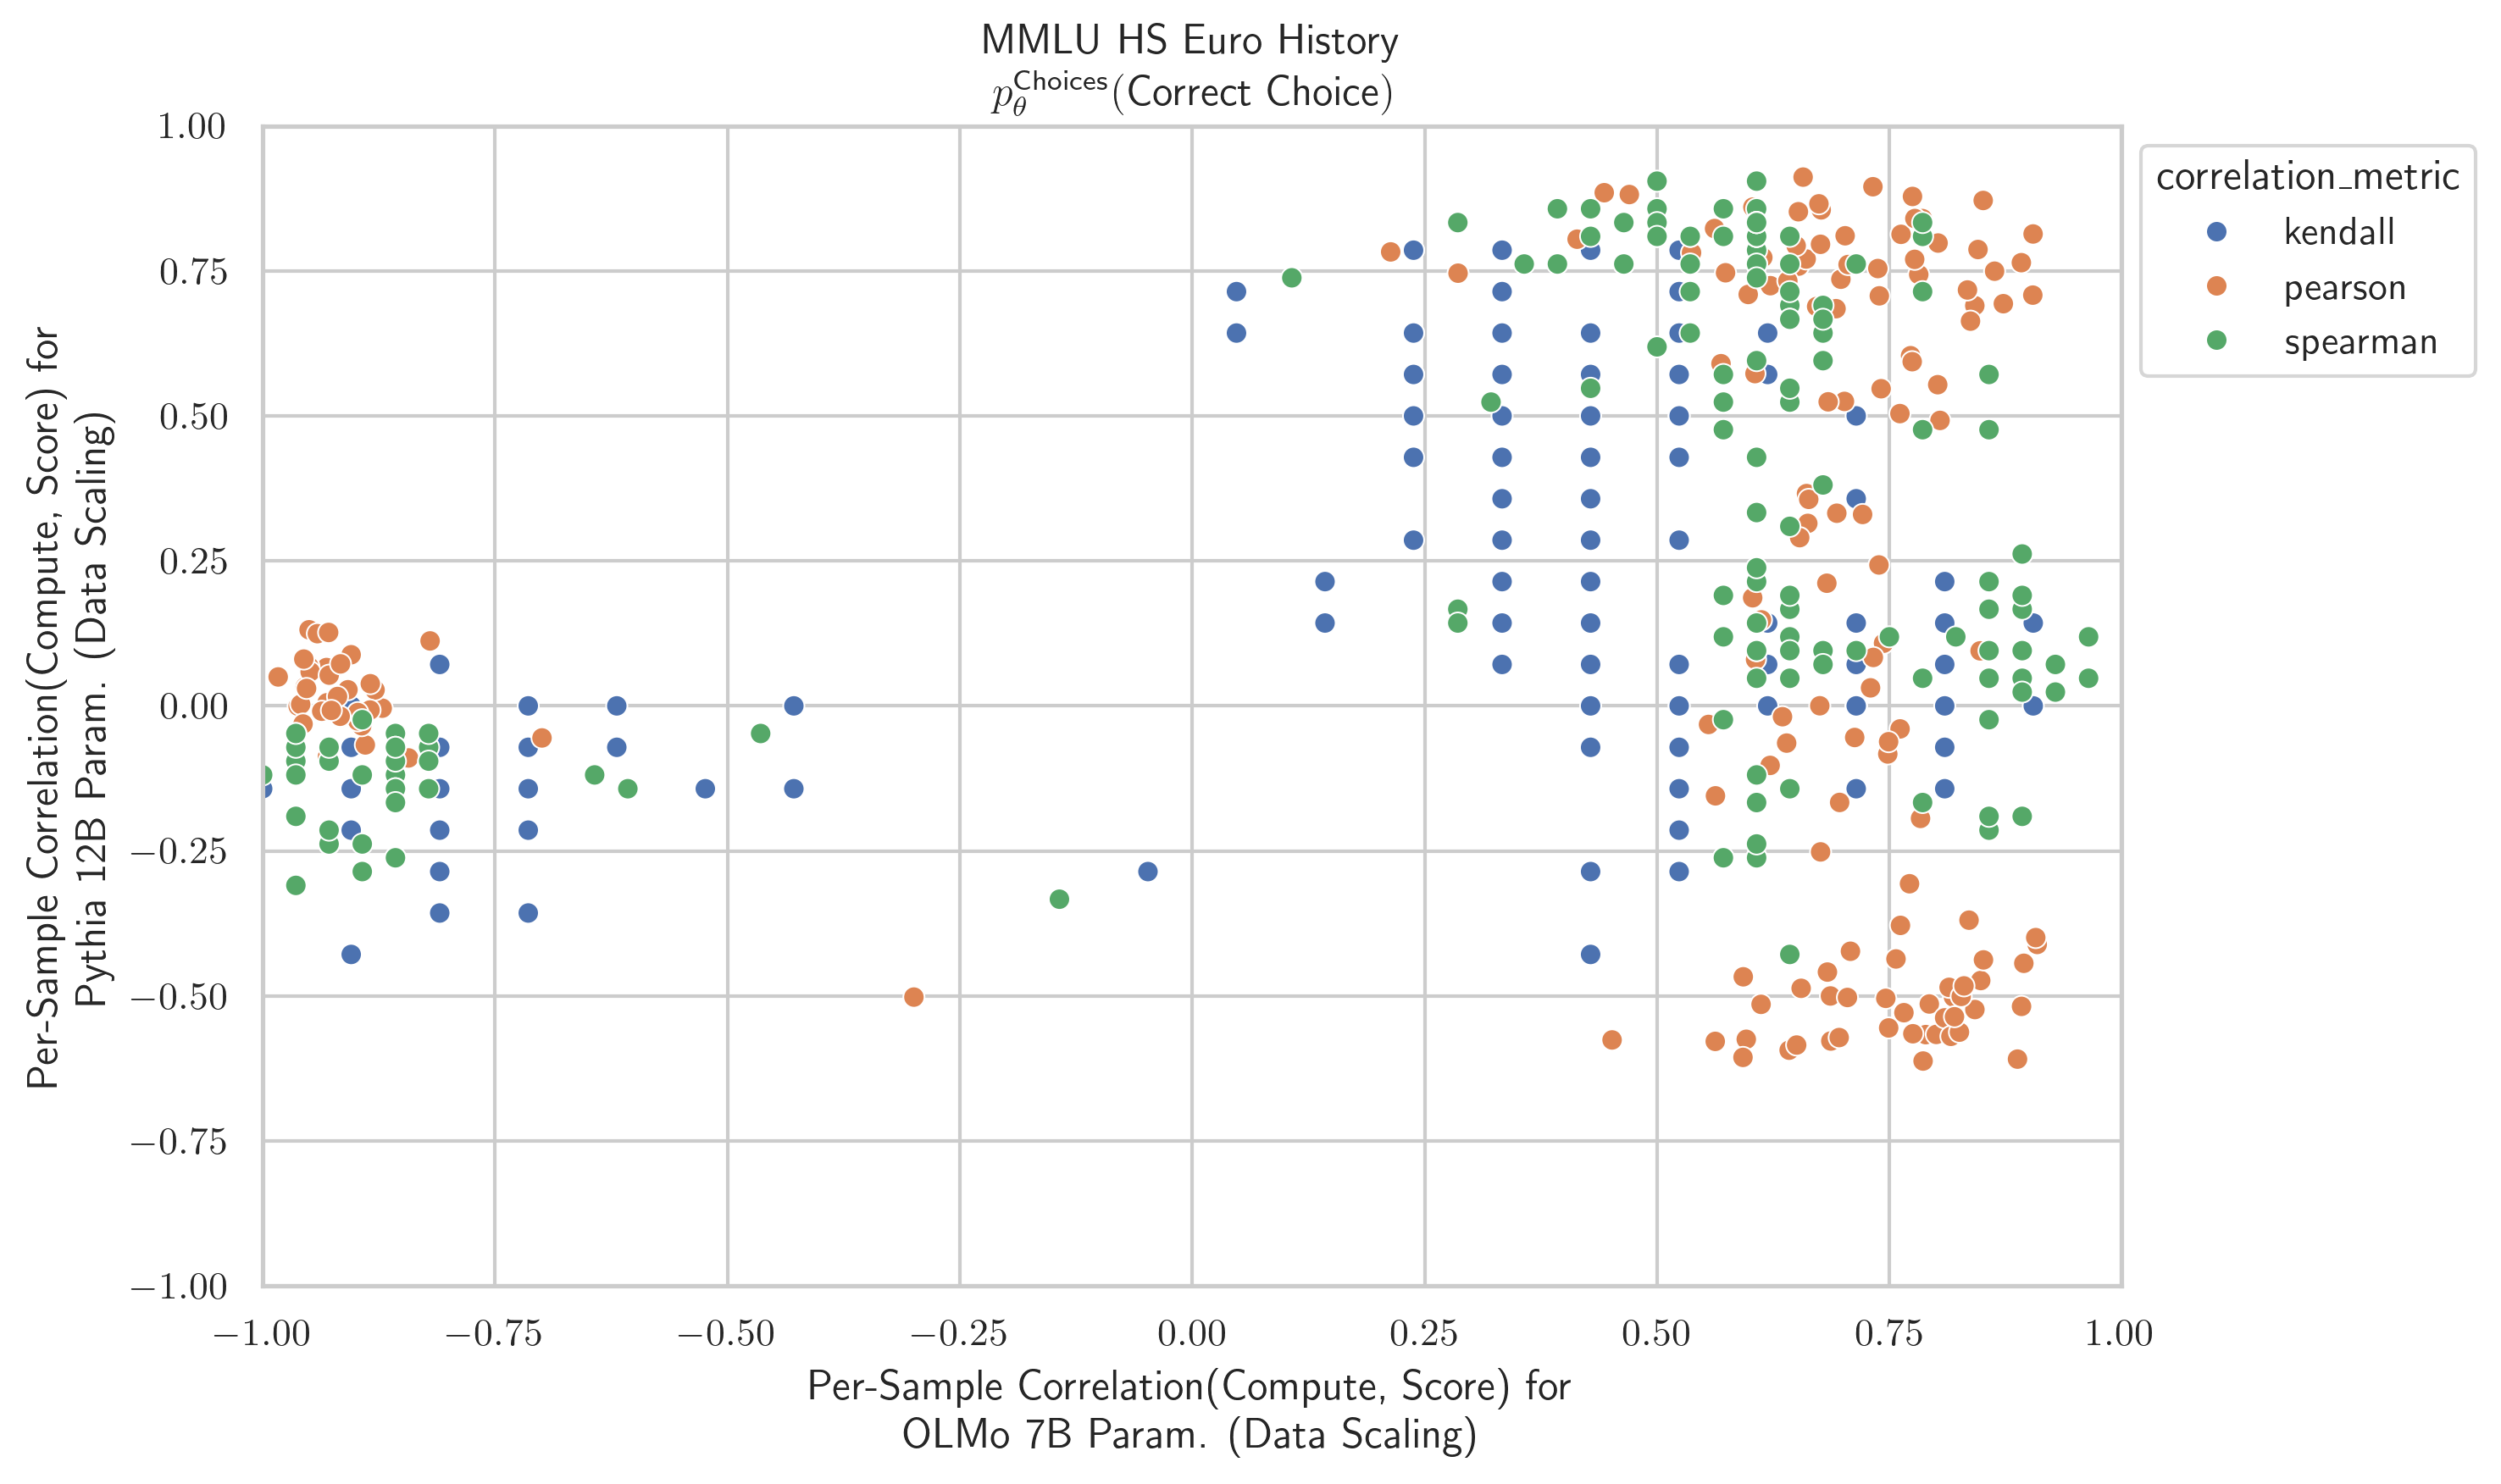 MMLU HS Euro History
p_θ^Choices(Correct Choice)
1.00
0.75
0.50
0.25
0.00
−0.25
−0.50
−0.75
−1.00
Per-Sample Correlation(Compute, Score) for
Pythia 12B Param. (Data Scaling)
correlation_metric
kendall
pearson
spearman
−1.00 −0.75 −0.50 −0.25 0.00 0.25 0.50 0.75 1.00
Per-Sample Correlation(Compute, Score) for
OLMo 7B Param. (Data Scaling)